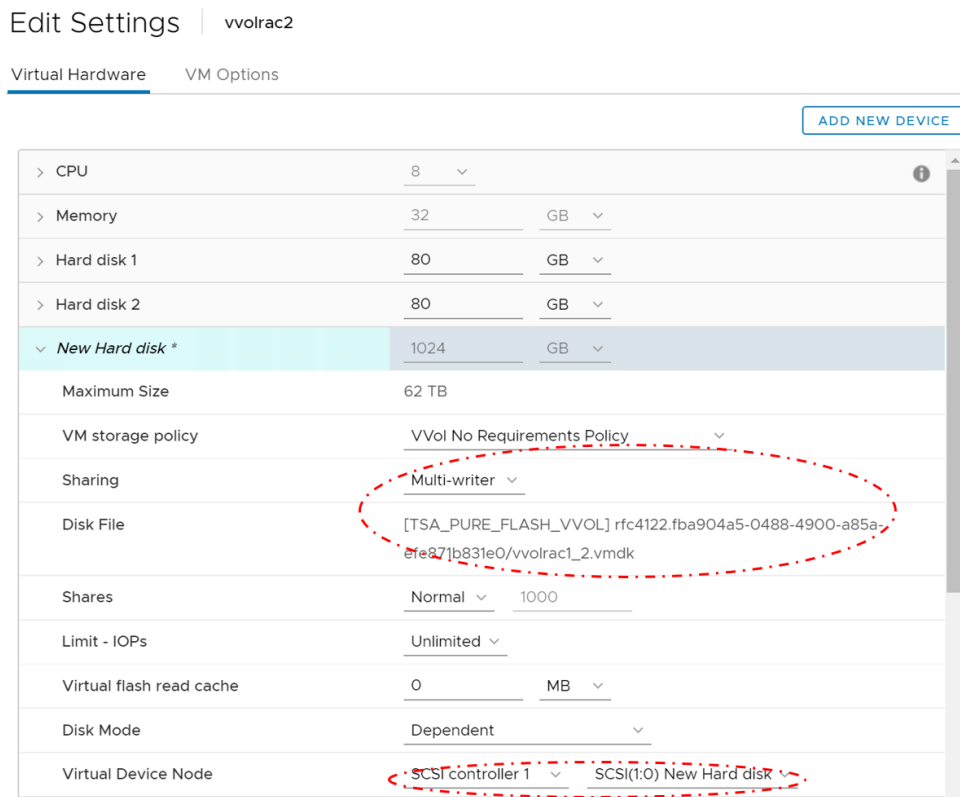 Edit Settings vvolrac2
Virtual Hardware VM Options
ADD NEW DEVICE
CPU 8
Memory 32 GB
Hard disk 1 80 GB
Hard disk 2 80 GB
New Hard disk * 1024 GB
Maximum Size 62 TB
VM storage policy VVol No Requirements Policy
Sharing Multi-writer
Disk File [TSA_PURE_FLASH_VVOL] rfc4122.fba904a5-0488-4900-a85a-
efe871b831e0/vvolrac1_2.vmdk
Shares Normal 1000
Limit - IOPs Unlimited
Virtual flash read cache 0 MB
Disk Mode Dependent
Virtual Device Node SCSI controller 1 SCSI(1:0) New Hard disk